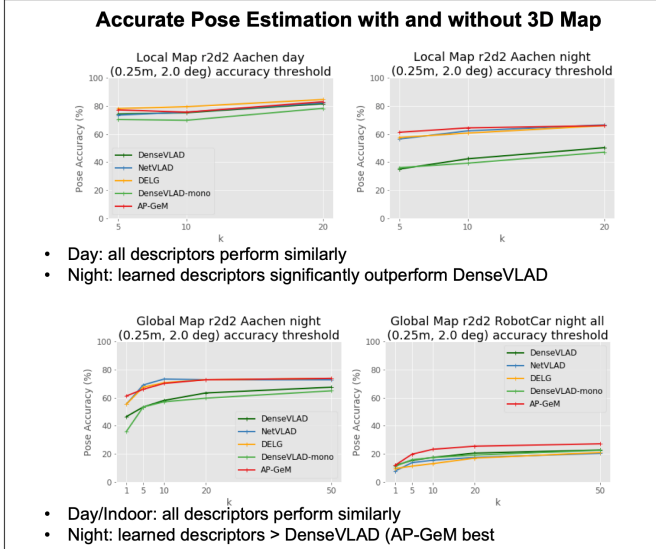 Accurate Pose Estimation with and without 3D Map
Local Map r2d2 Aachen day
(0.25m, 2.0 deg) accuracy threshold
Pose Accuracy (%)
100
80
60
40
20
0
DenseVLAD
NetVLAD
DELG
DenseVLAD-mono
AP-GeM
5
10
20
k
Local Map r2d2 Aachen night
(0.25m, 2.0 deg) accuracy threshold
Pose Accuracy (%)
100
80
60
40
20
0
5
10
20
k
• Day: all descriptors perform similarly
• Night: learned descriptors significantly outperform DenseVLAD
Global Map r2d2 Aachen night
(0.25m, 2.0 deg) accuracy threshold
Pose Accuracy (%)
100
80
60
40
20
0
DenseVLAD
NetVLAD
DELG
DenseVLAD-mono
AP-GeM
1
5
10
20
50
k
Global Map r2d2 RobotCar night all
(0.25m, 2.0 deg) accuracy threshold
Pose Accuracy (%)
100
80
60
40
20
0
DenseVLAD
NetVLAD
DELG
DenseVLAD-mono
AP-GeM
1
5
10
20
50
k
• Day/Indoor: all descriptors perform similarly
• Night: learned descriptors > DenseVLAD (AP-GeM best